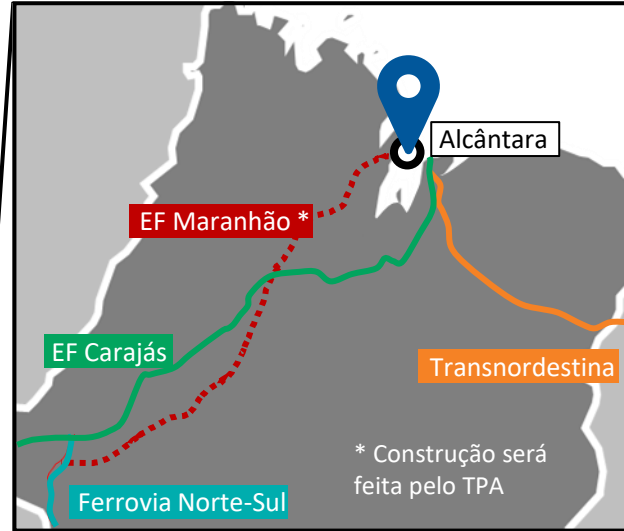 Alcântara
EF Maranhão *
EF Carajás
Transnordestina
* Construção será
feita pelo TPA
Ferrovia Norte-Sul